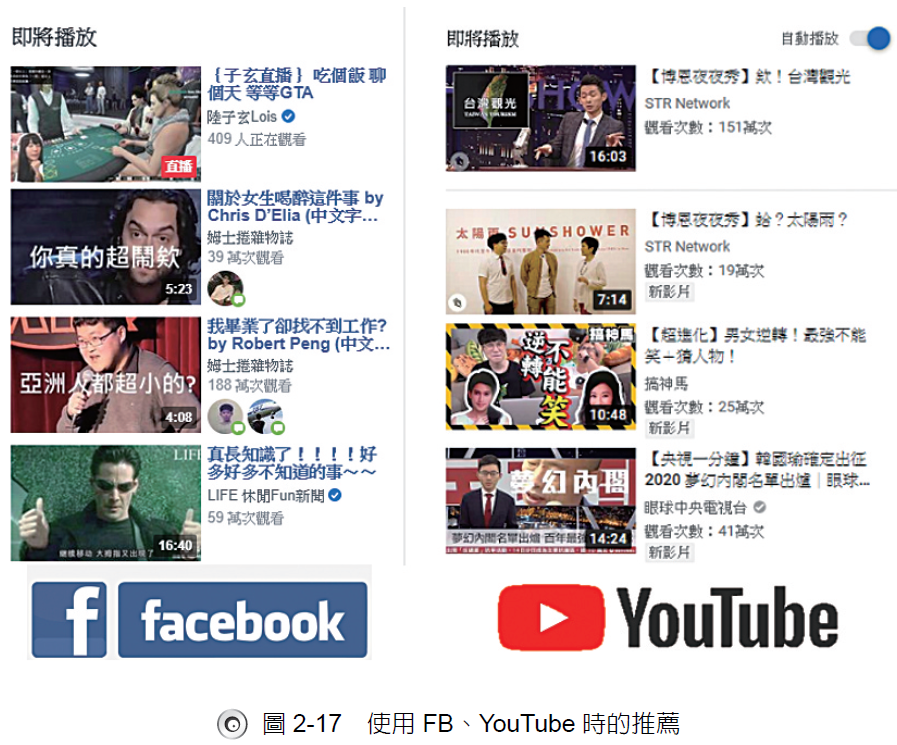 即將播放
直播
{子玄直播} 吃個飯 聊
個天 等等GTA
陸子玄Lois
409 人正在觀看
你真的超鬧欸
5:23
關於女生喝醉這件事 by
Chris D'Elia (中文字...
姆士捲雜物誌
39 萬次觀看
亞洲人都超小的?
4:08
我畢業了卻找不到工作?
by Robert Peng (中文...
姆士捲雜物誌
188 萬次觀看
LIFE
繼續移動 大拇指又出現了
16:40
真長知識了！！！！好
多好多不知道的事～～
LIFE 休閒Fun新聞
59 萬次觀看
facebook
即將播放
自動播放
台灣觀光
TAIWAN TOURISM
16:03
【博恩夜夜秀】欸！台灣觀光
STR Network
觀看次數：151萬次
太陽雨 SUNSHOWER
7:14
【博恩夜夜秀】蛤？太陽雨？
STR Network
觀看次數：19萬次
新影片
搞神馬
逆轉
不能笑
10:48
【超進化】男女逆轉！最強不能
笑＋猜人物！
搞神馬
觀看次數：25萬次
新影片
夢幻內閣
夢幻內閣名單出爐 百年最強
14:24
【央視一分鐘】韓國瑜確定出征
2020 夢幻內閣名單出爐｜眼球...
眼球中央電視台
觀看次數：41萬次
新影片
YouTube
圖 2-17 使用 FB、YouTube 時的推薦